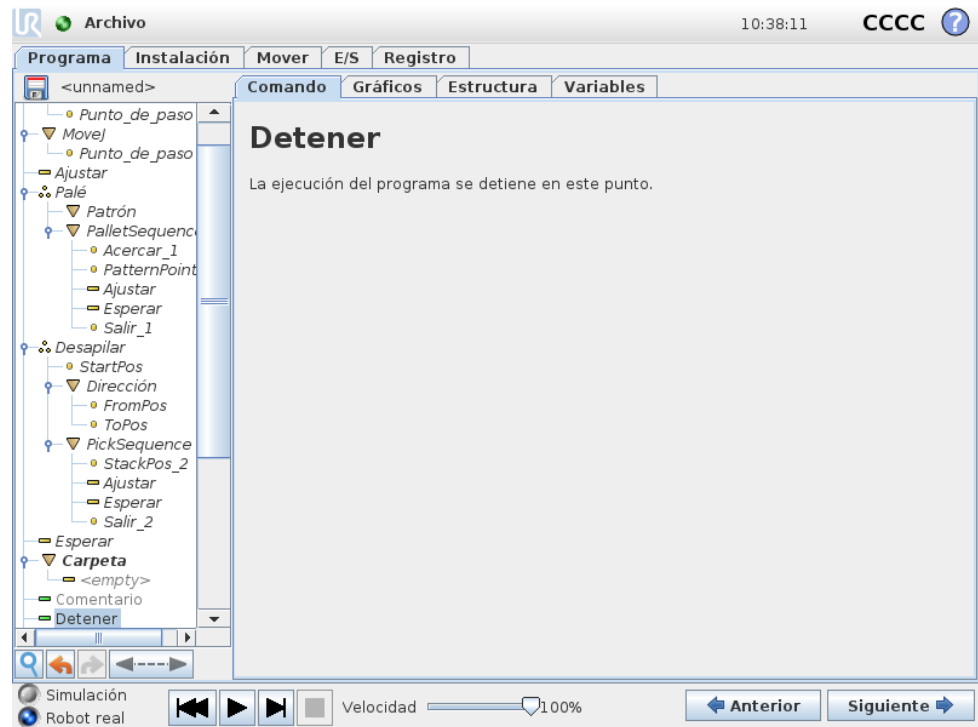 UR Archivo 10:38:11 CCCC ?
Programa Instalación Mover E/S Registro
<unnamed>
Comando Gráficos Estructura Variables
Punto_de_paso
MoveJ
Punto_de_paso
Ajustar
Palé
Patrón
PalletSequenc
Acercar_1
PatternPoint
Ajustar
Esperar
Salir_1
Desapilar
StartPos
Dirección
FromPos
ToPos
PickSequence
StackPos_2
Ajustar
Esperar
Salir_2
Esperar
Carpeta
<empty>
Comentario
Detener
Detener
La ejecución del programa se detiene en este punto.
Simulación
Robot real
Velocidad 100%
Anterior Siguiente